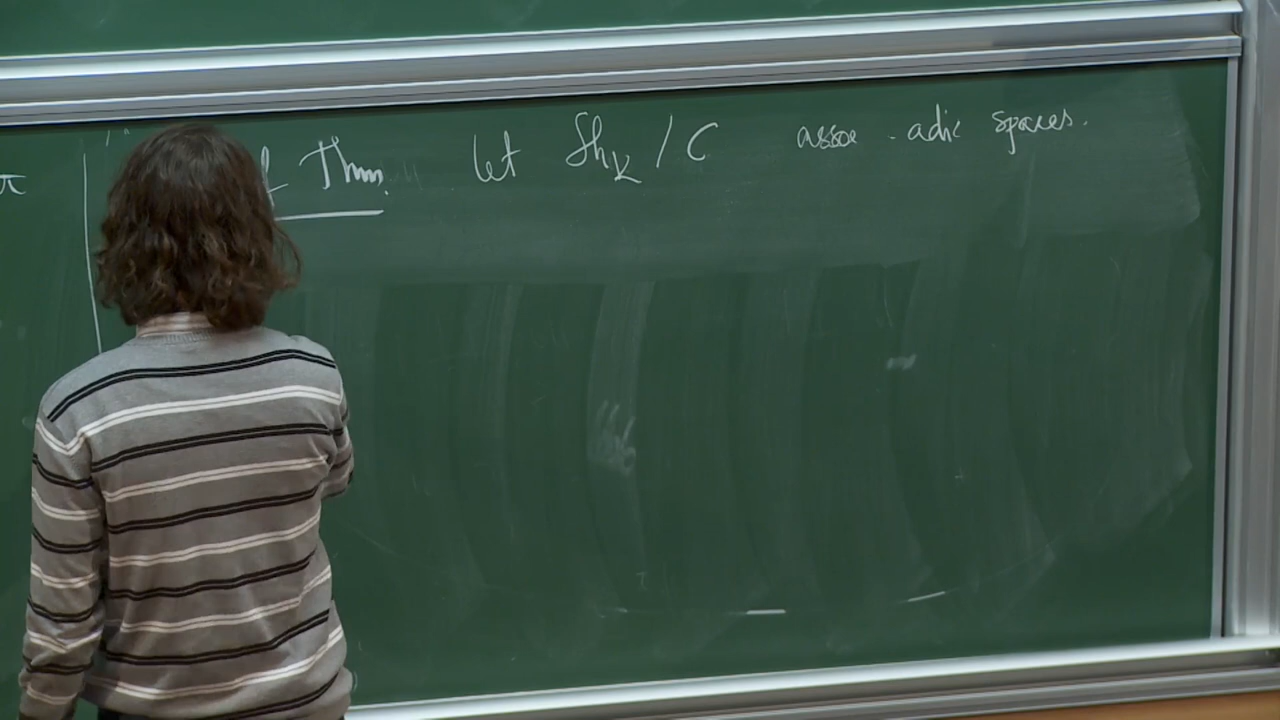 π
f Thm. Let Sh_K / C assoc. adic spaces.